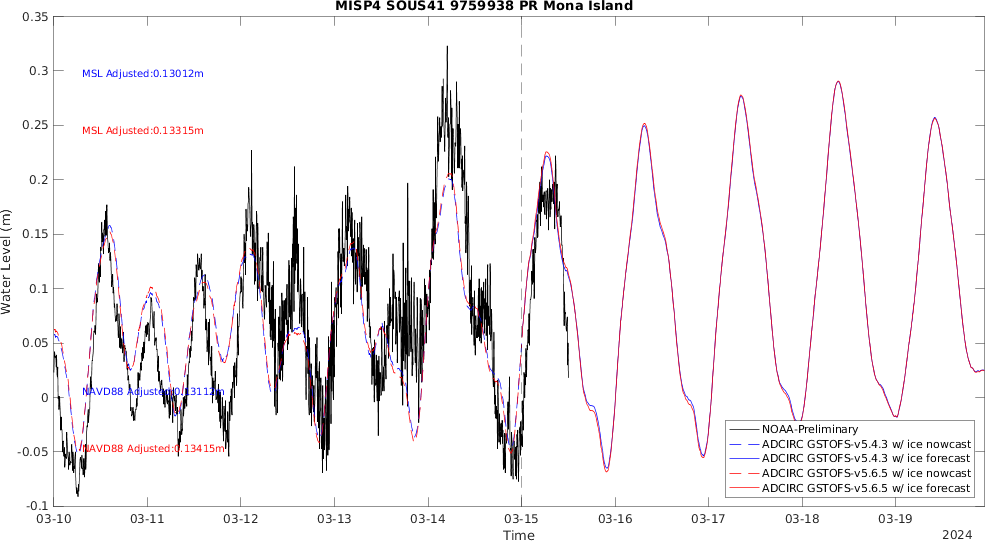 MISP4 SOUS41 9759938 PR Mona Island
0.35
0.3
0.25
0.2
0.15
0.1
0.05
0
-0.05
-0.1
Water Level (m)
MSL Adjusted:0.13012m
MSL Adjusted:0.13315m
NAVD88 Adjusted:0.13112m
NAVD88 Adjusted:0.13415m
NOAA-Preliminary
ADCIRC GSTOFS-v5.4.3 w/ ice nowcast
ADCIRC GSTOFS-v5.4.3 w/ ice forecast
ADCIRC GSTOFS-v5.6.5 w/ ice nowcast
ADCIRC GSTOFS-v5.6.5 w/ ice forecast
03-10 03-11 03-12 03-13 03-14 03-15 03-16 03-17 03-18 03-19
Time
2024